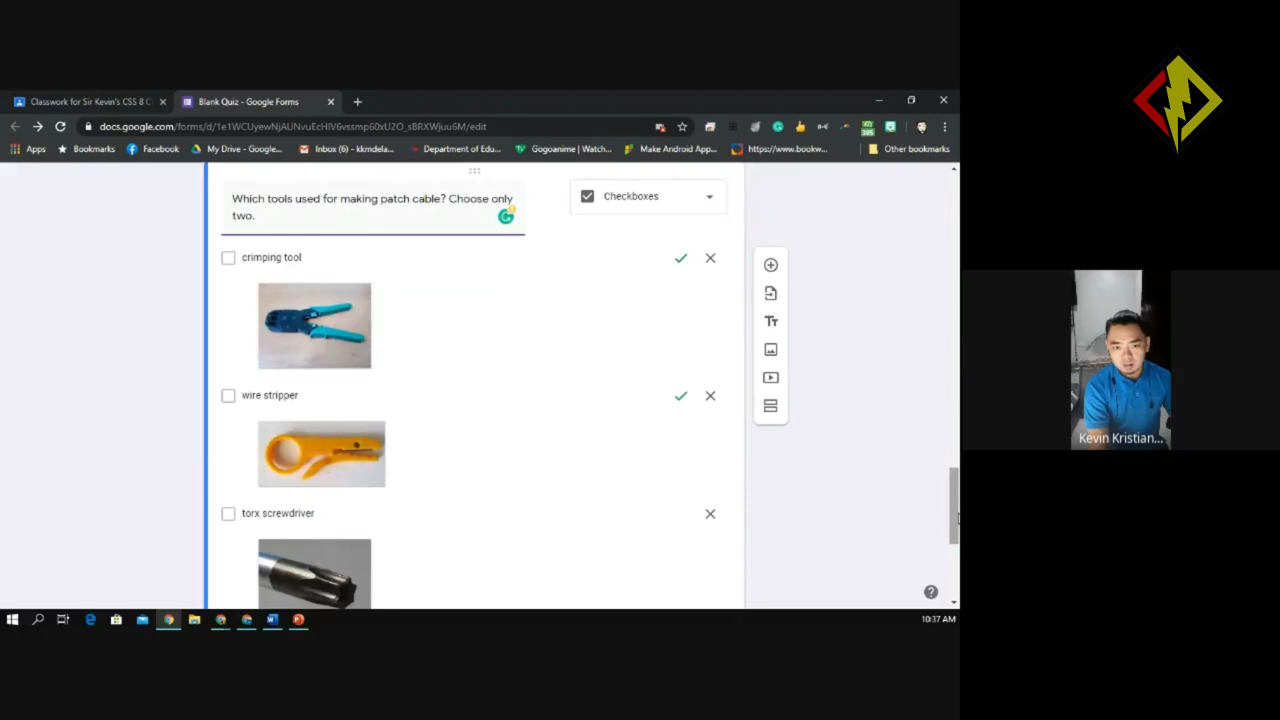 Classwork for Sir Kevin's CSS 8 C
Blank Quiz - Google Forms
docs.google.com/forms/d/1e1WCUyewNjAUNvuEcHIV6vssmp60xU2O_sBRXWjuu6M/edit
Apps
Bookmarks
Facebook
My Drive - Google...
Inbox (6) - kkmdela...
Department of Edu...
Gogoanime | Watch...
Make Android App...
https://www.bookw...
Other bookmarks
Which tools used for making patch cable? Choose only
two.
Checkboxes
crimping tool
wire stripper
torx screwdriver
Kevin Kristian...
10:37 AM